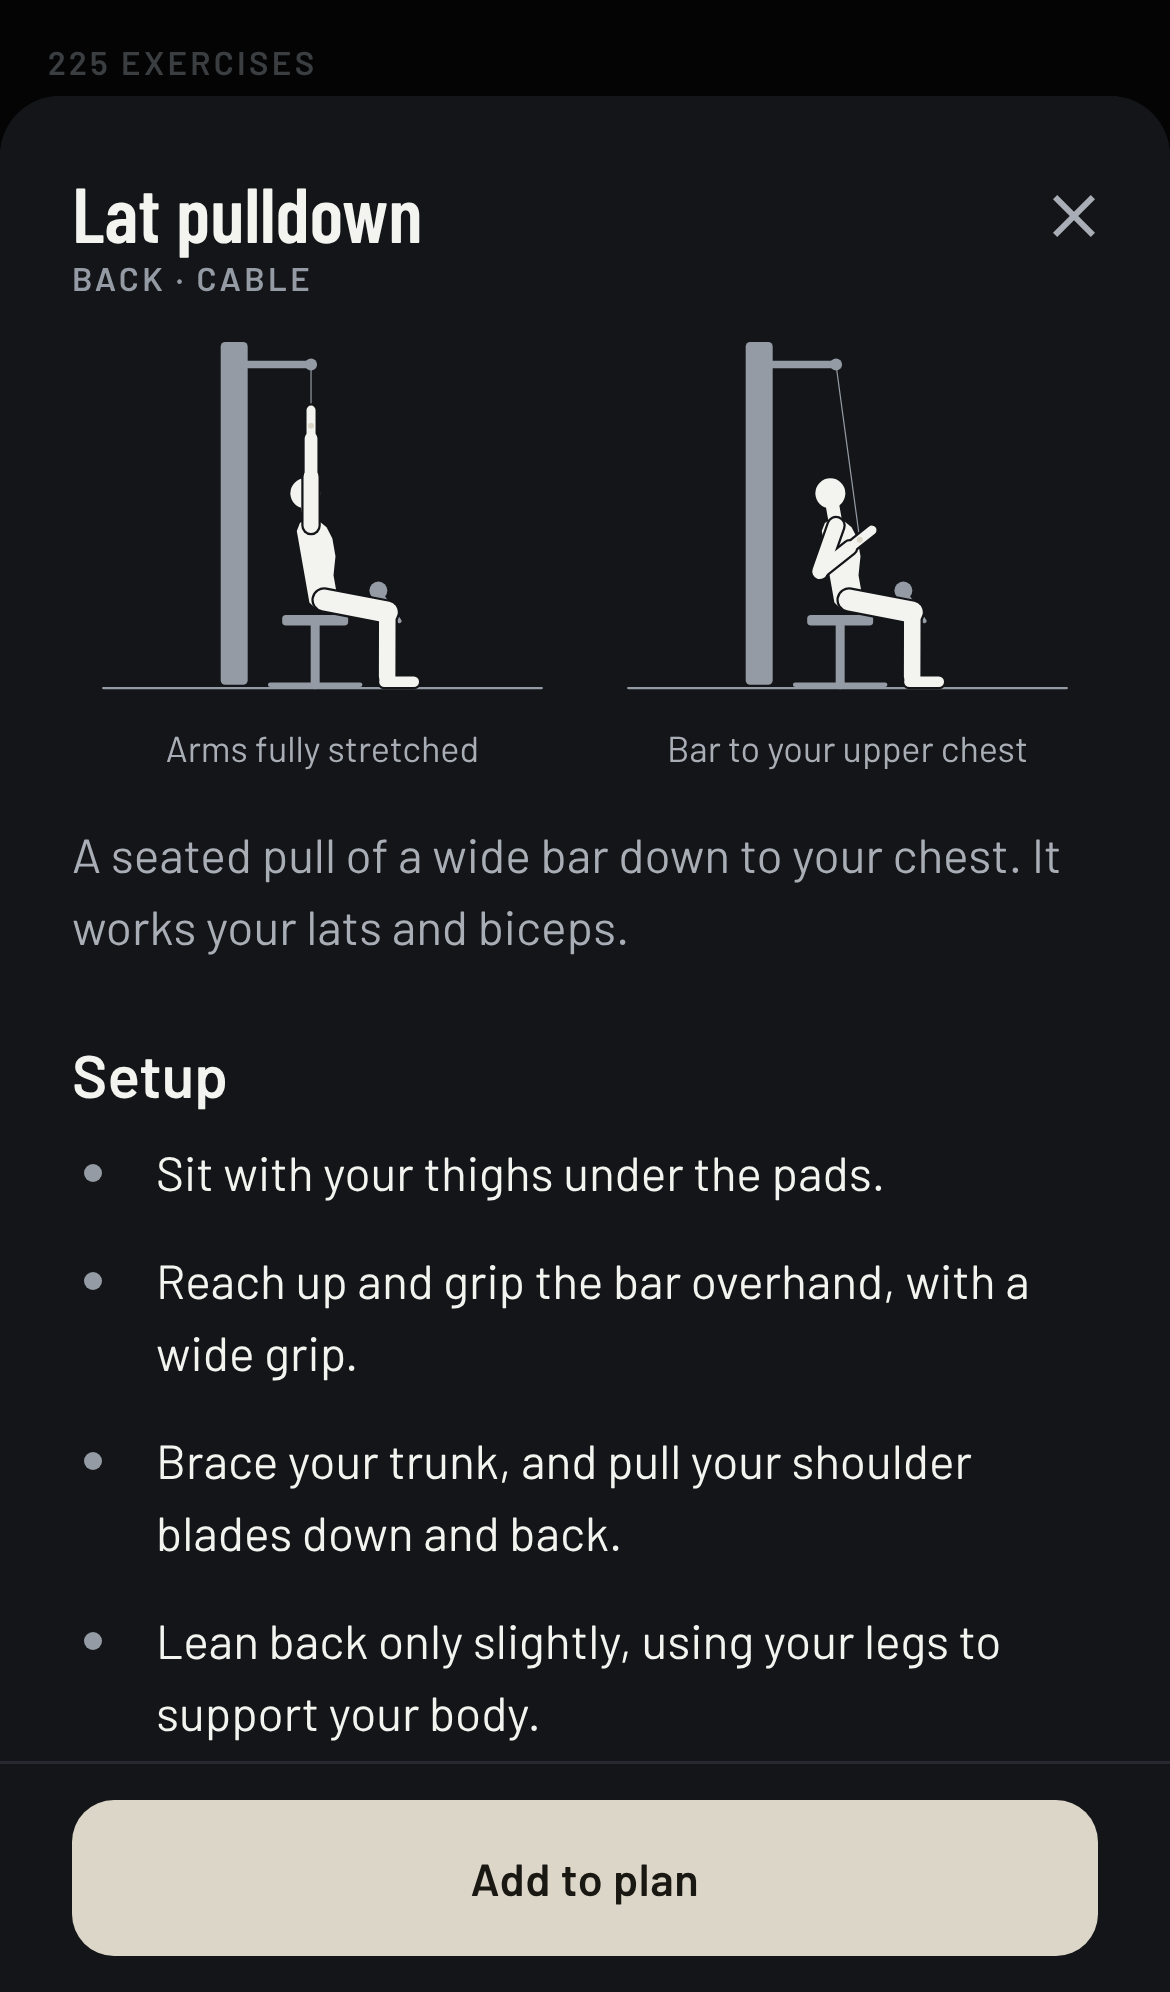 225 EXERCISES
Lat pulldown
BACK · CABLE
Arms fully stretched
Bar to your upper chest
A seated pull of a wide bar down to your chest. It
works your lats and biceps.
Setup
Sit with your thighs under the pads.
Reach up and grip the bar overhand, with a
wide grip.
Brace your trunk, and pull your shoulder
blades down and back.
Lean back only slightly, using your legs to
support your body.
Add to plan